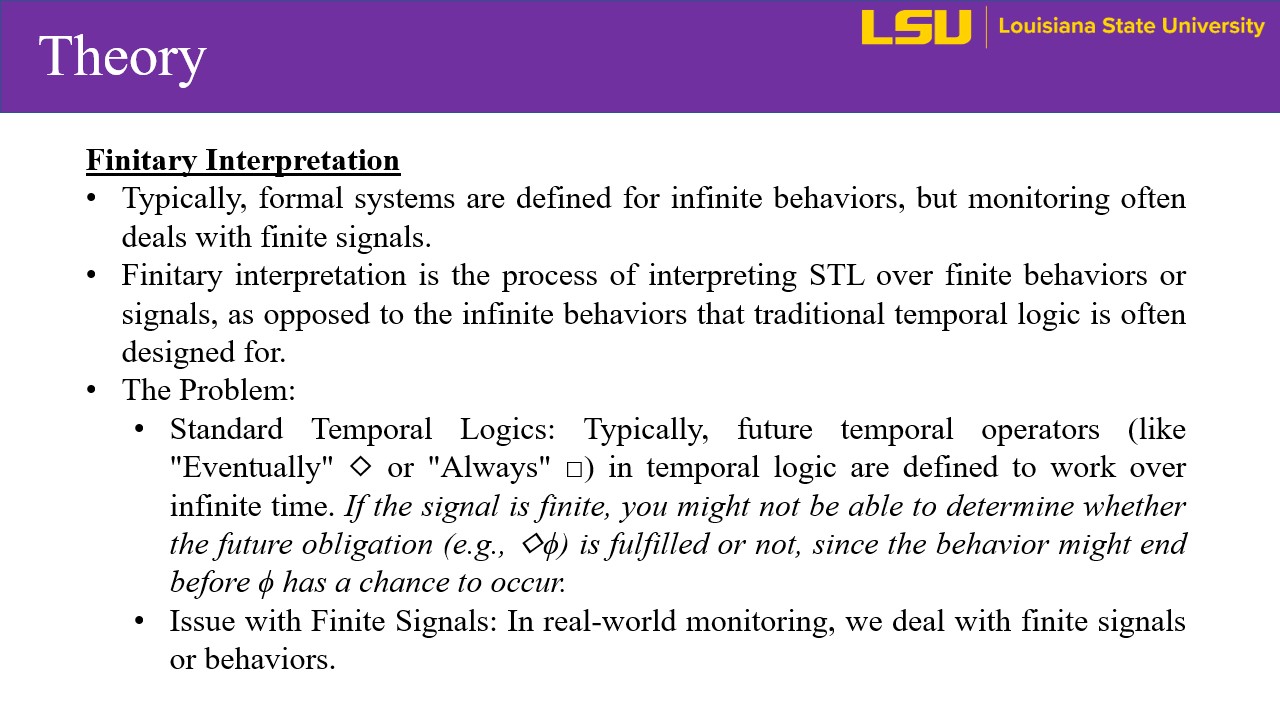 Theory
LSU
Louisiana State University
Finitary Interpretation
• Typically, formal systems are defined for infinite behaviors, but monitoring often
deals with finite signals.
• Finitary interpretation is the process of interpreting STL over finite behaviors or
signals, as opposed to the infinite behaviors that traditional temporal logic is often
designed for.
• The Problem:
• Standard Temporal Logics: Typically, future temporal operators (like
"Eventually" ◇ or "Always" □) in temporal logic are defined to work over
infinite time. If the signal is finite, you might not be able to determine whether
the future obligation (e.g., ◇ϕ) is fulfilled or not, since the behavior might end
before ϕ has a chance to occur.
• Issue with Finite Signals: In real-world monitoring, we deal with finite signals
or behaviors.